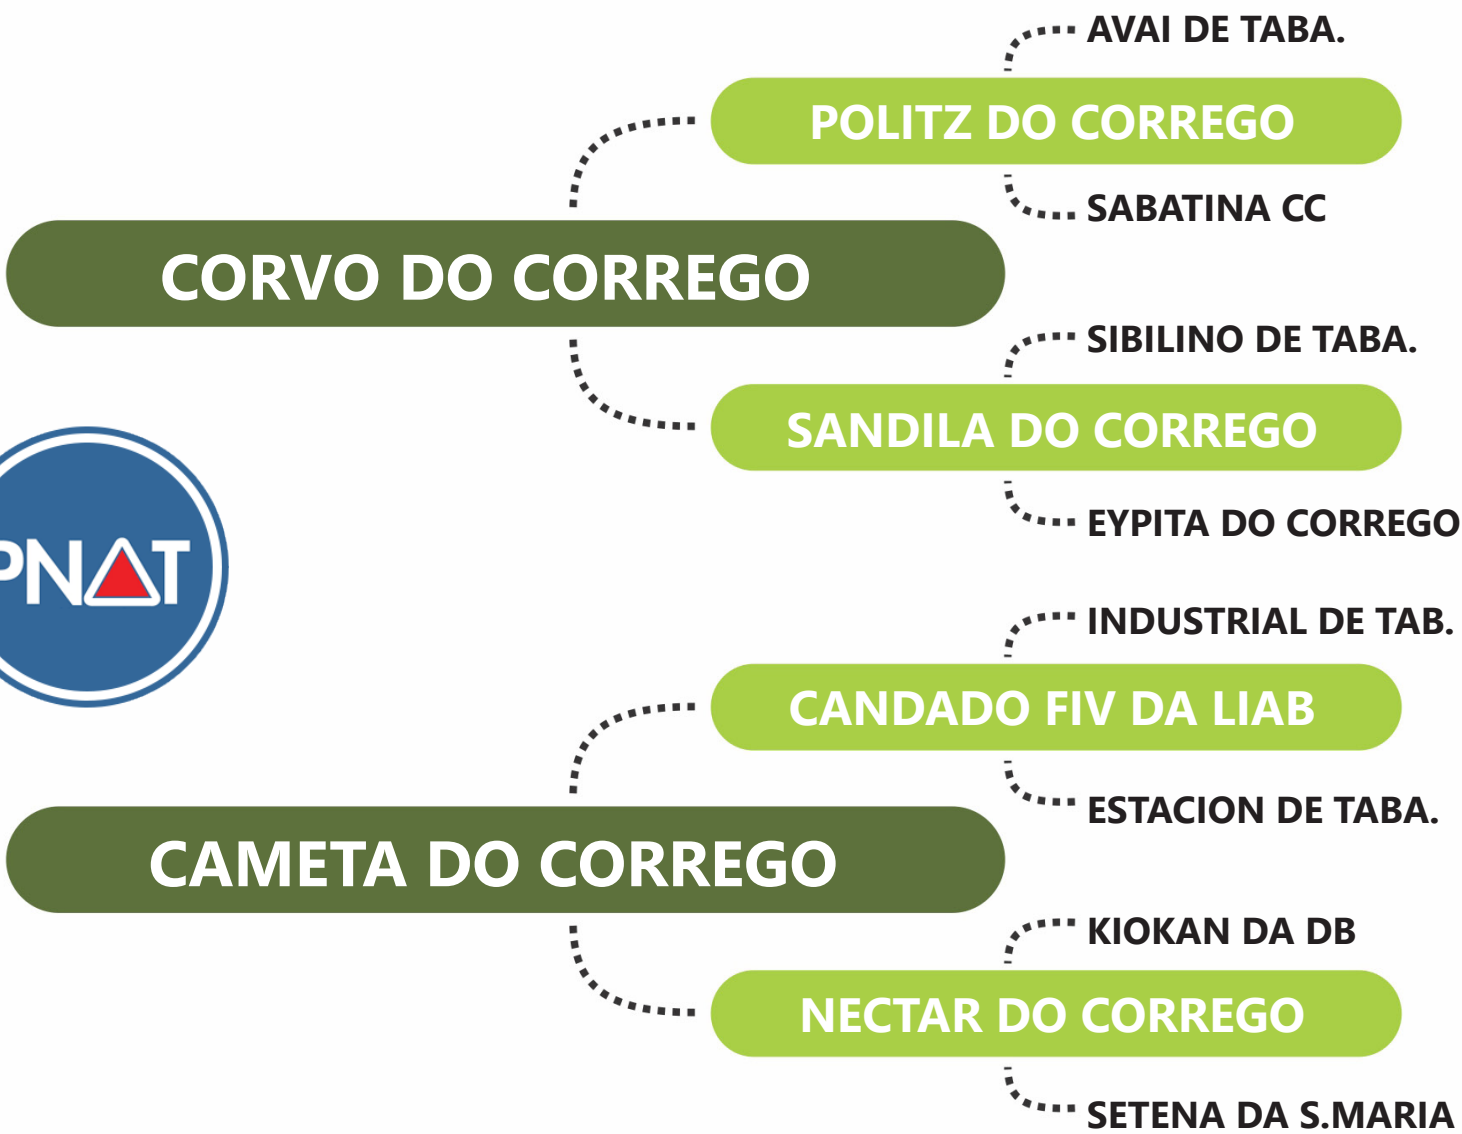 AVAI DE TABA.
POLITZ DO CORREGO
SABATINA CC
CORVO DO CORREGO
SIBILINO DE TABA.
SANDILA DO CORREGO
EYPITA DO CORREGO
PNAT
INDUSTRIAL DE TAB.
CANDADO FIV DA LIAB
ESTACION DE TABA.
CAMETA DO CORREGO
KIOKAN DA DB
NECTAR DO CORREGO
SETENA DA S.MARIA